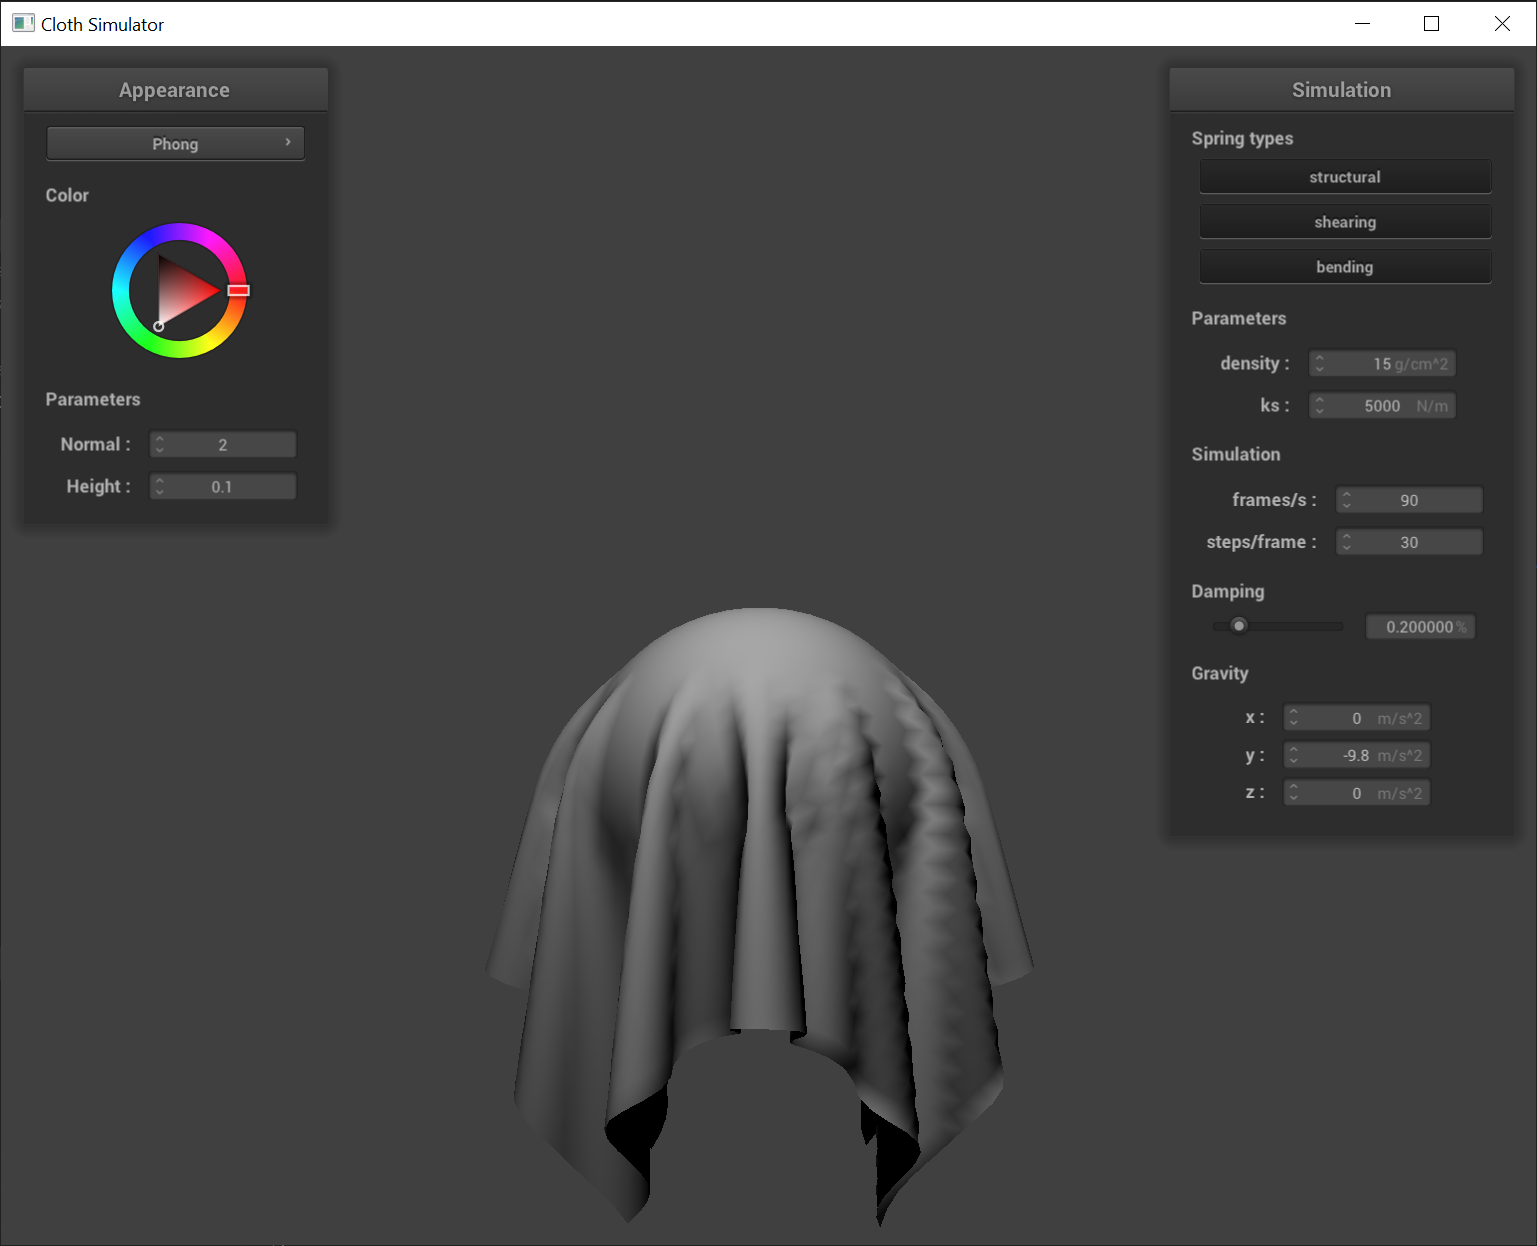 Cloth Simulator
Appearance
Phong
Color
Parameters
Normal : 2
Height : 0.1
Simulation
Spring types
structural
shearing
bending
Parameters
density : 15 g/cm^2
ks : 5000 N/m
Simulation
frames/s : 90
steps/frame : 30
Damping
0.200000 %
Gravity
x : 0 m/s^2
y : -9.8 m/s^2
z : 0 m/s^2